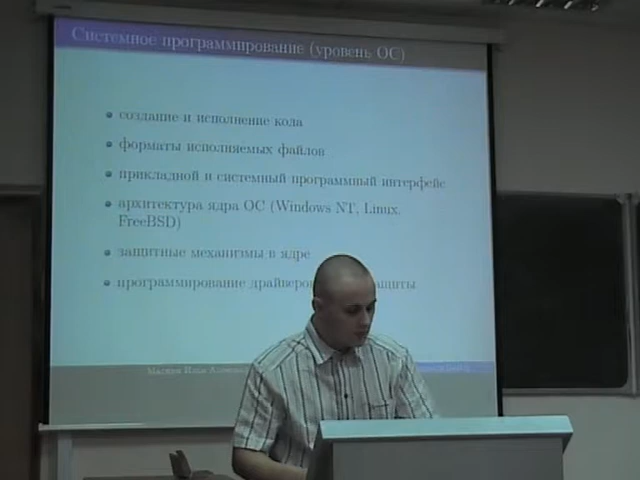 Системное программирование (уровень ОС)
создание и исполнение кода
форматы исполняемых файлов
прикладной и системный программный интерфейс
архитектура ядра ОС (Windows NT, Linux,
FreeBSD)
защитные механизмы в ядре
программирование драйверов защиты
Илья